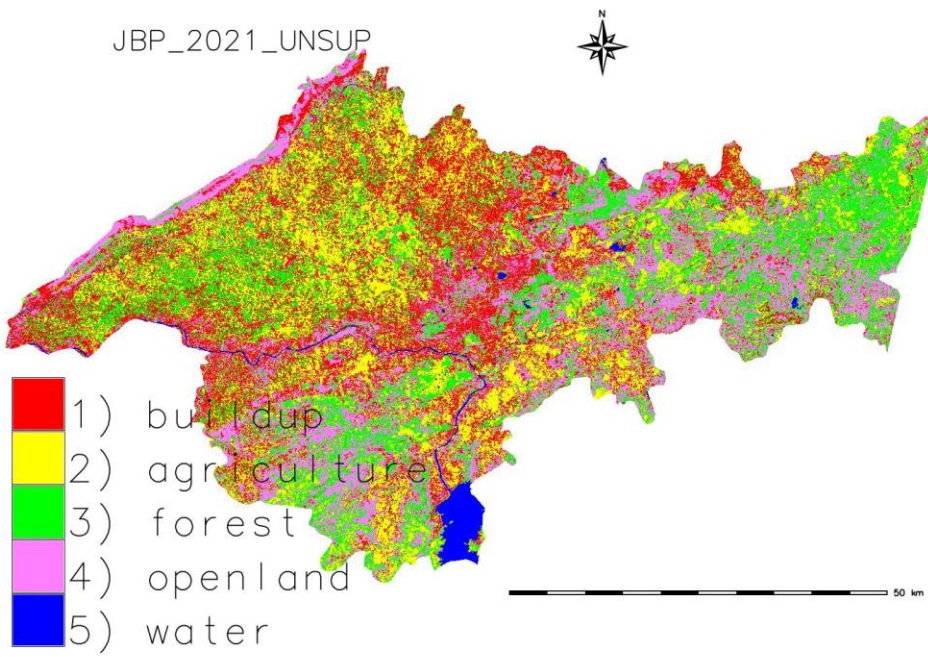 N
JBP_2021_UNSUP
1) buildup
2) agriculture
3) forest
4) openland
5) water
50 km